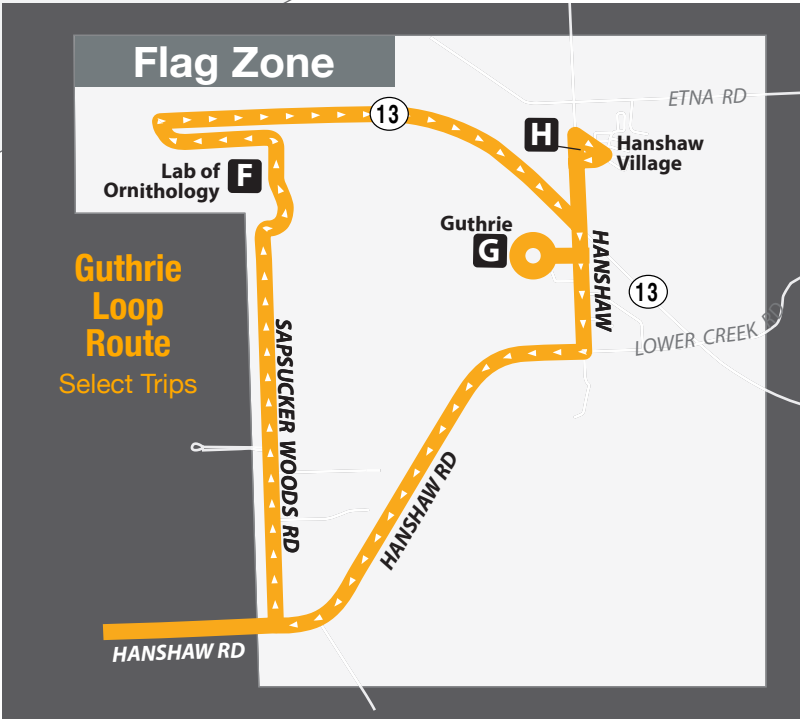 Flag Zone
ETNA RD
13
H
Hanshaw
Village
Lab of
Ornithology
F
Guthrie
G
HANSHAW
13
Guthrie
Loop
Route
Select Trips
LOWER CREEK RD
SAPSUCKER WOODS RD
HANSHAW RD
HANSHAW RD